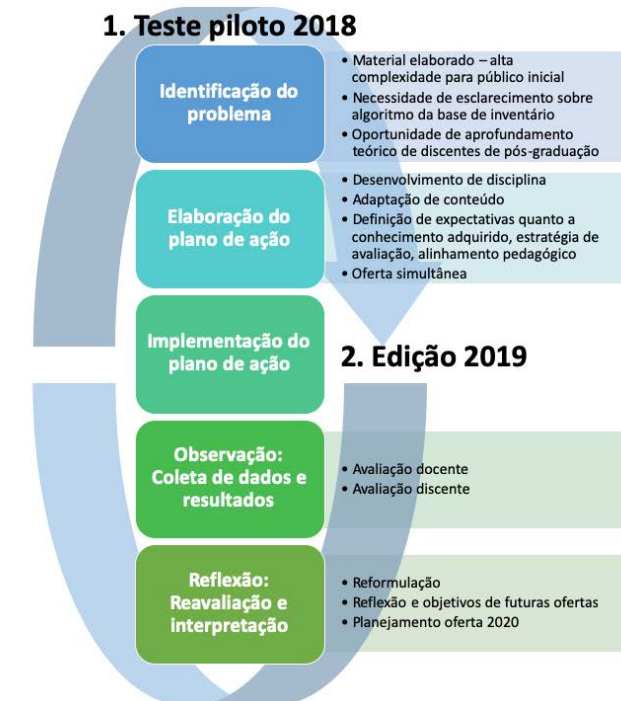 1. Teste piloto 2018
Identificação do
problema
• Material elaborado – alta
complexidade para público inicial
• Necessidade de esclarecimento sobre
algoritmo da base de inventário
• Oportunidade de aprofundamento
teórico de discentes de pós-graduação
Elaboração do
plano de ação
• Desenvolvimento de disciplina
• Adaptação de conteúdo
• Definição de expectativas quanto a
conhecimento adquirido, estratégia de
avaliação, alinhamento pedagógico
• Oferta simultânea
Implementação do
plano de ação
2. Edição 2019
Observação:
Coleta de dados e
resultados
• Avaliação docente
• Avaliação discente
Reflexão:
Reavaliação e
interpretação
• Reformulação
• Reflexão e objetivos de futuras ofertas
• Planejamento oferta 2020